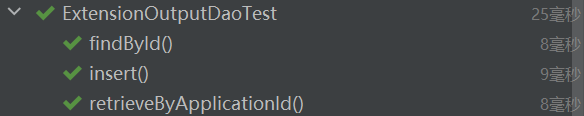 ExtensionOutputDaoTest 25毫秒
findById() 8毫秒
insert() 9毫秒
retrieveByApplicationId() 8毫秒